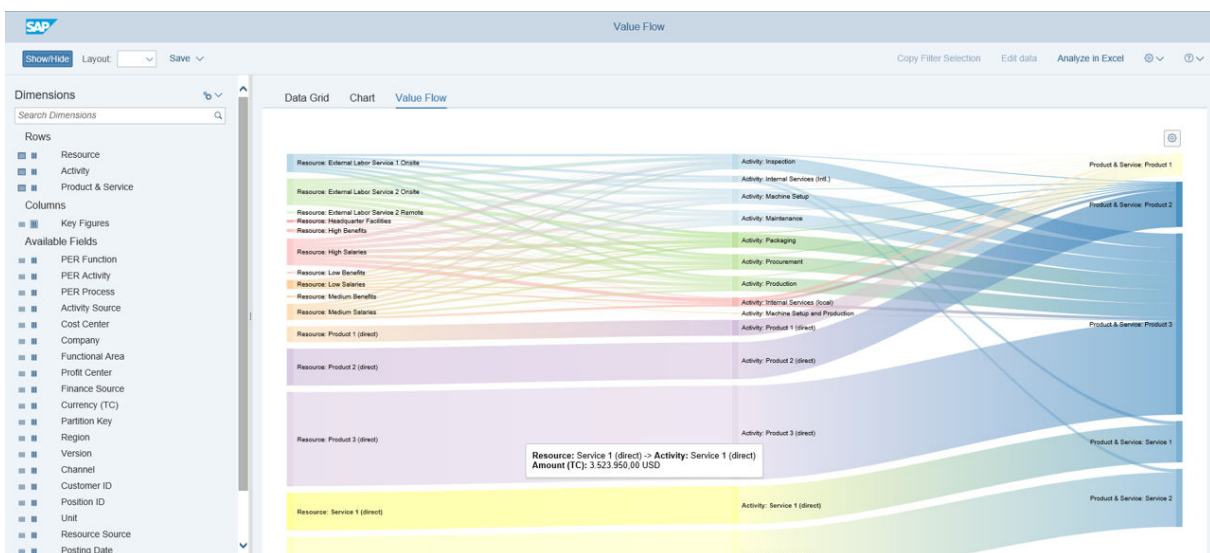 SAP
Value Flow
Show/Hide Layout: Save
Copy Filter Selection Edit data Analyze in Excel
Dimensions
Search Dimensions
Rows
Resource
Activity
Product & Service
Columns
Key Figures
Available Fields
PER Function
PER Activity
PER Process
Activity Source
Cost Center
Company
Functional Area
Profit Center
Finance Source
Currency (TC)
Partition Key
Region
Version
Channel
Customer ID
Position ID
Unit
Resource Source
Posting Date
Data Grid Chart Value Flow
Resource: External Labor Service 1 Onsite
Resource: External Labor Service 2 Onsite
Resource: External Labor Service 2 Remote
Resource: Headquarter Facilities
Resource: High Benefits
Resource: High Salaries
Resource: Low Benefits
Resource: Low Salaries
Resource: Medium Benefits
Resource: Medium Salaries
Resource: Product 1 (direct)
Resource: Product 2 (direct)
Resource: Product 3 (direct)
Resource: Service 1 (direct)
Activity: Inspection
Activity: Internal Services (Intl.)
Activity: Machine Setup
Activity: Maintenance
Activity: Packaging
Activity: Procurement
Activity: Production
Activity: Internal Services (local)
Activity: Machine Setup and Production
Activity: Product 1 (direct)
Activity: Product 2 (direct)
Activity: Product 3 (direct)
Resource: Service 1 (direct) -> Activity: Service 1 (direct)
Amount (TC): 3.523.950,00 USD
Activity: Service 1 (direct)
Product & Service: Product 1
Product & Service: Product 2
Product & Service: Product 3
Product & Service: Service 1
Product & Service: Service 2